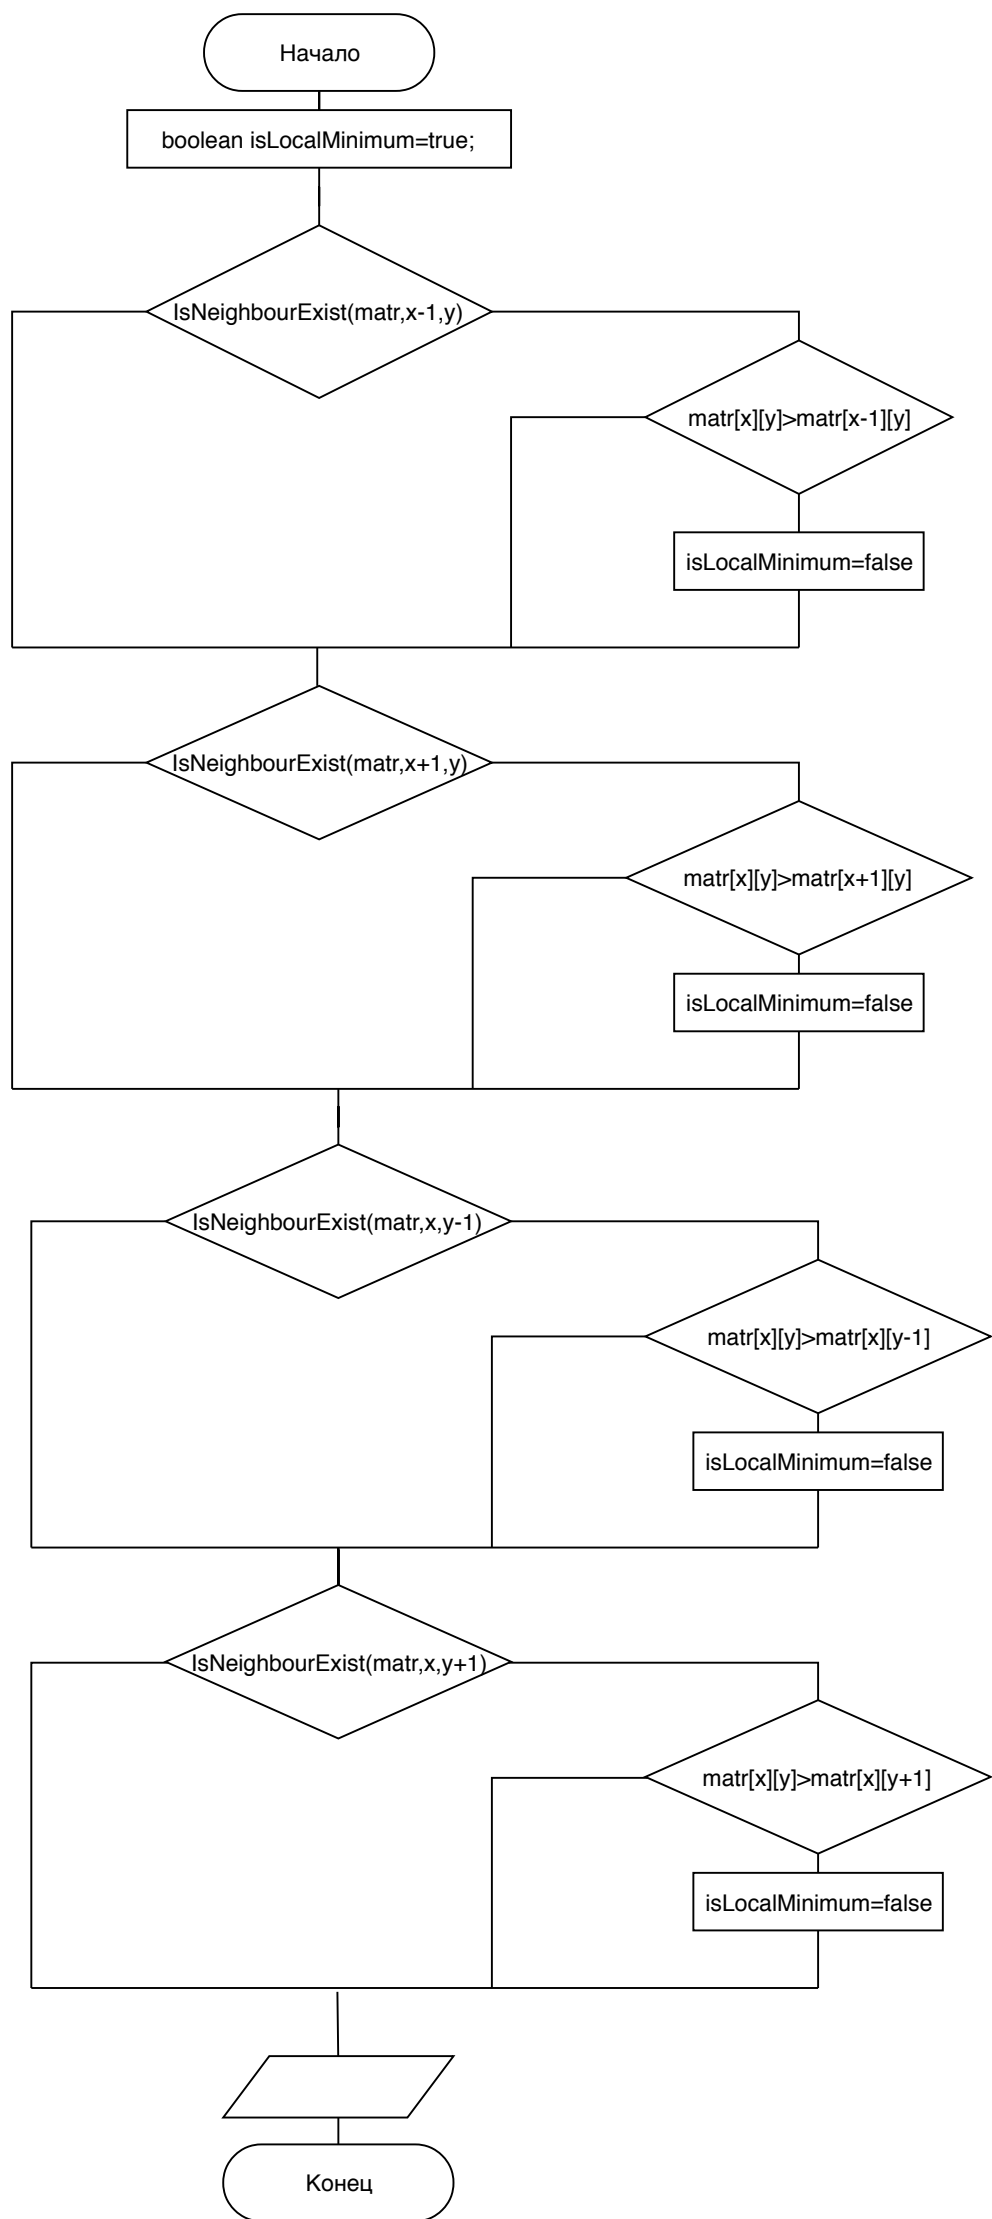 Начало
boolean isLocalMinimum=true;
IsNeighbourExist(matr,x-1,y)
matr[x][y]>matr[x-1][y]
isLocalMinimum=false
IsNeighbourExist(matr,x+1,y)
matr[x][y]>matr[x+1][y]
isLocalMinimum=false
IsNeighbourExist(matr,x,y-1)
matr[x][y]>matr[x][y-1]
isLocalMinimum=false
IsNeighbourExist(matr,x,y+1)
matr[x][y]>matr[x][y+1]
isLocalMinimum=false
Конец